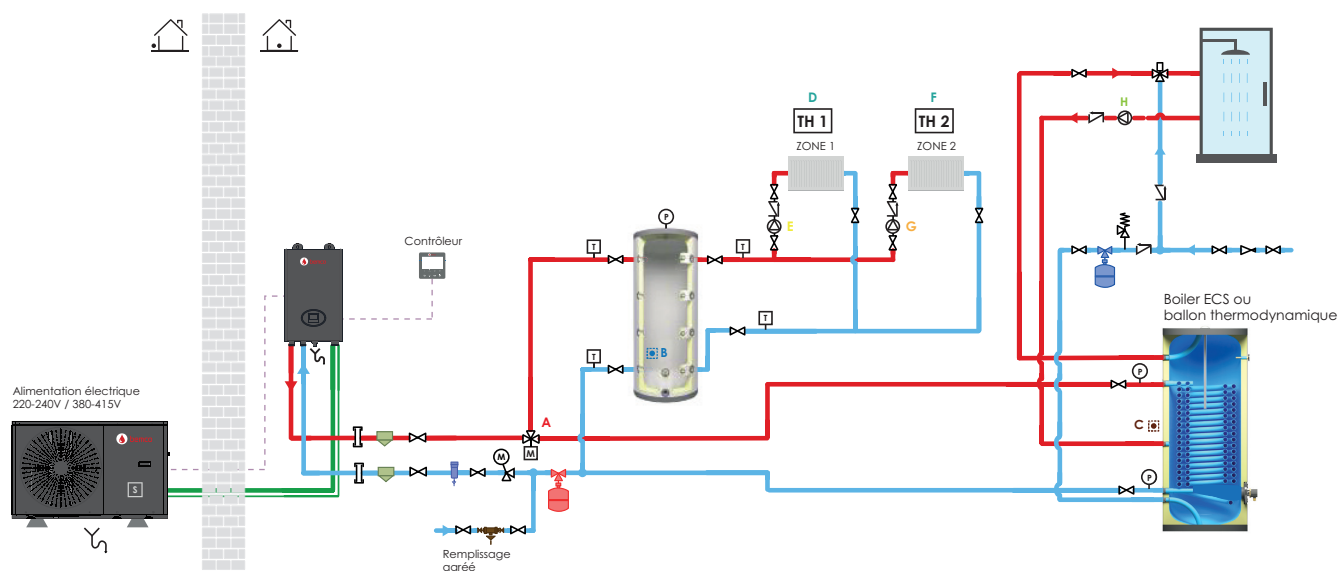 D
F
H
TH 1
TH 2
ZONE 1
ZONE 2
P
E
G
Contrôleur
T
T
T
T
B
Boiler ECS ou
ballon thermodynamique
P
C
Alimentation électrique
220-240V / 380-415V
S
A
M
M
P
Remplissage
agréé